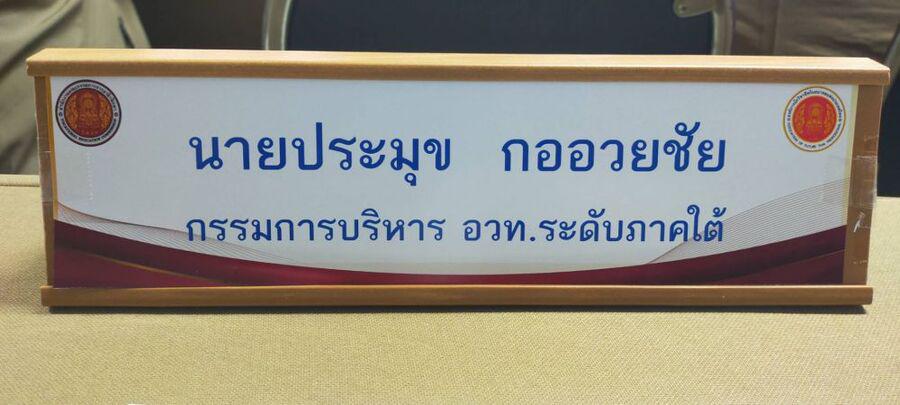 นายประมุข กออวยชัย
กรรมการบริหาร อวท.ระดับภาคใต้